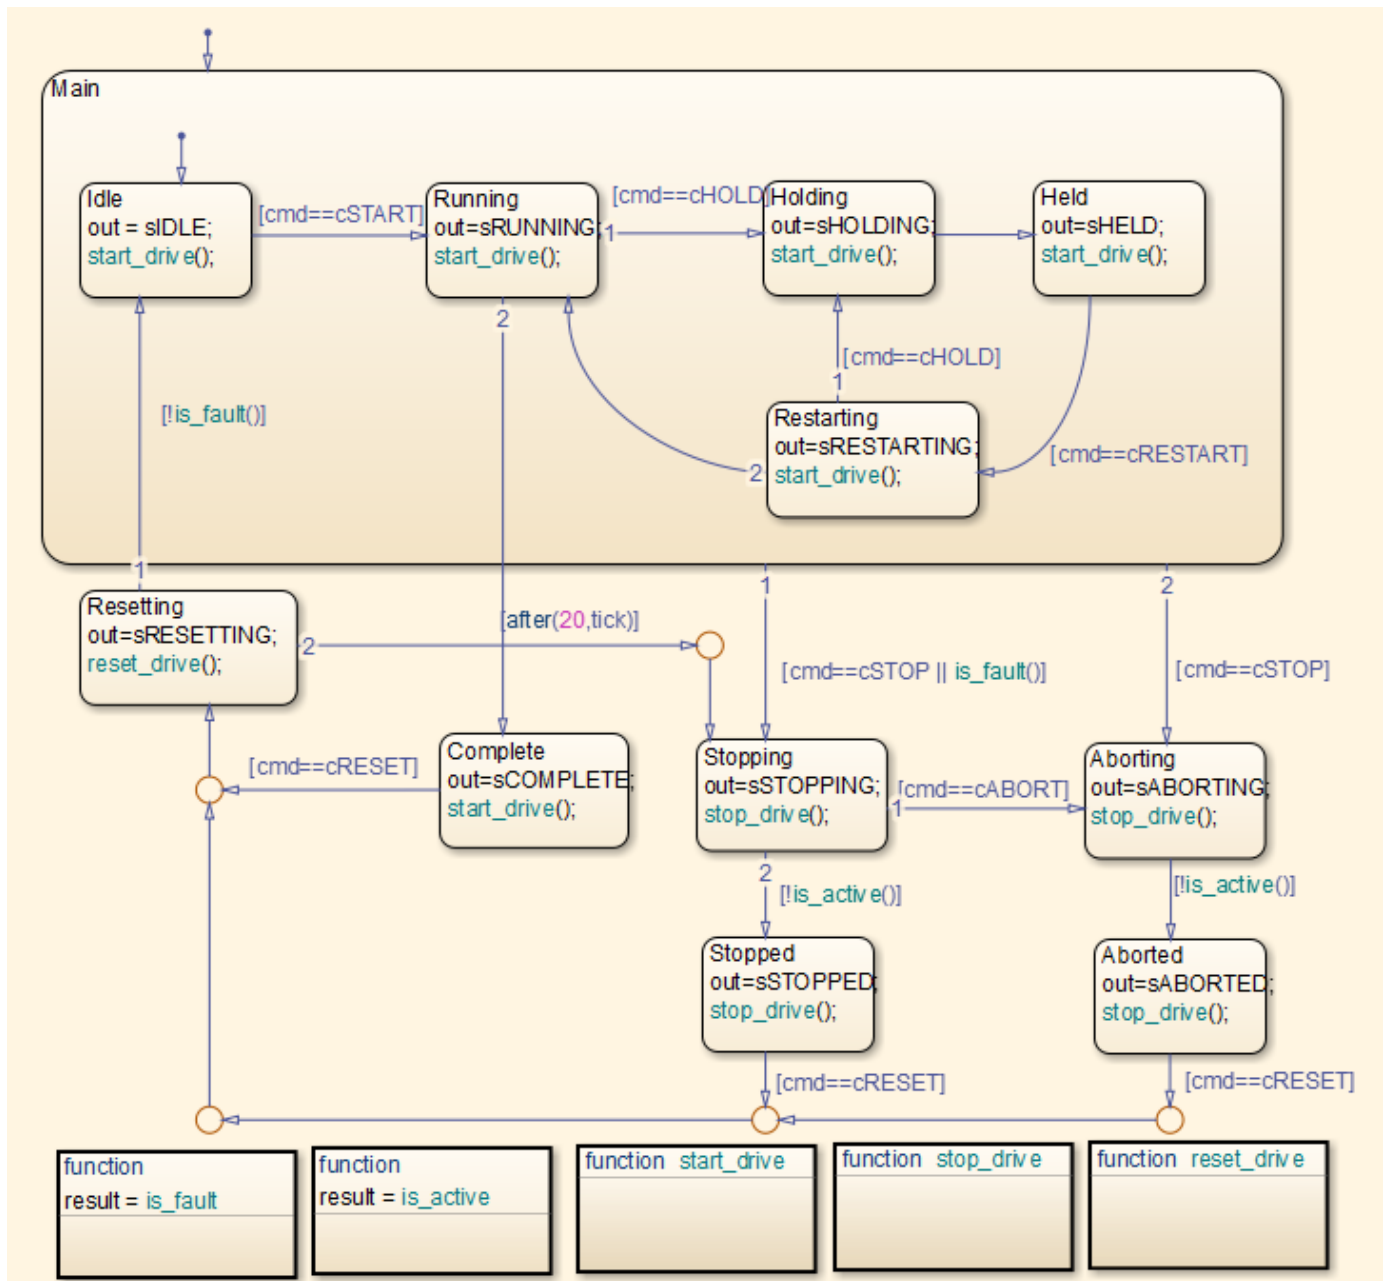 Main
Idle
out = sIDLE;
start_drive();
[cmd==cSTART]
Running
out=sRUNNING;
start_drive();
1
[cmd==cHOLD]
Holding
out=sHOLDING;
start_drive();
Held
out=sHELD;
start_drive();
2
[cmd==cHOLD]
1
[!is_fault()]
Restarting
out=sRESTARTING;
start_drive();
2
[cmd==cRESTART]
1
1
2
Resetting
out=sRESETTING;
reset_drive();
2
[after(20,tick)]
[cmd==cSTOP || is_fault()]
[cmd==cSTOP]
[cmd==cRESET]
Complete
out=sCOMPLETE;
start_drive();
Stopping
out=sSTOPPING;
stop_drive();
1
[cmd==cABORT]
Aborting
out=sABORTING;
stop_drive();
2
[!is_active()]
[!is_active()]
Stopped
out=sSTOPPED;
stop_drive();
Aborted
out=sABORTED;
stop_drive();
[cmd==cRESET]
[cmd==cRESET]
function
result = is_fault
function
result = is_active
function start_drive
function stop_drive
function reset_drive